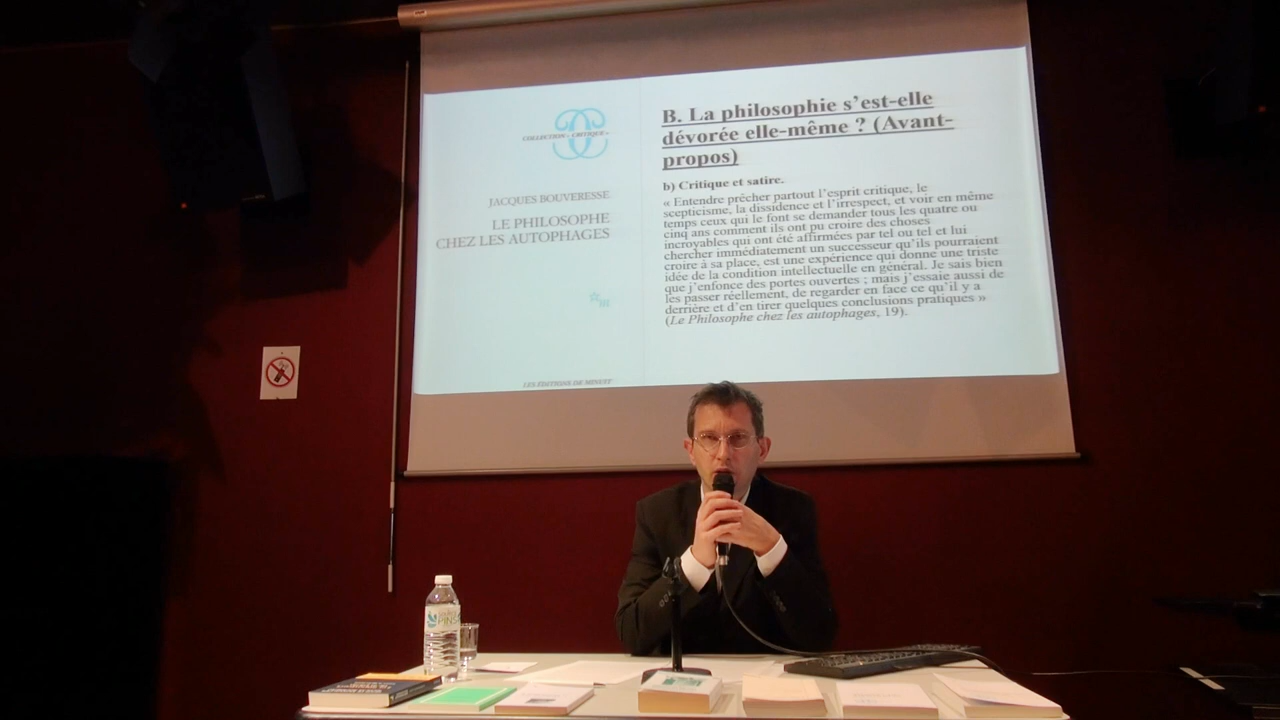 COLLECTION « CRITIQUE »
JACQUES BOUVERESSE
LE PHILOSOPHE
CHEZ LES AUTOPHAGES
LES ÉDITIONS DE MINUIT
B. La philosophie s’est-elle
dévorée elle-même ? (Avant-
propos)
b) Critique et satire.
« Entendre prêcher partout l’esprit critique, le
scepticisme, la dissidence et l’irrespect, et voir en même
temps ceux qui le font se demander tous les quatre ou
cinq ans comment ils ont pu croire des choses
incroyables qui ont été affirmées par tel ou tel et lui
chercher immédiatement un successeur qu’ils pourraient
croire à sa place, est une expérience qui donne une triste
idée de la condition intellectuelle en général. Je sais bien
que j’enfonce des portes ouvertes ; mais j’essaie aussi de
les passer réellement, de regarder en face ce qu’il y a
derrière et d’en tirer quelques conclusions pratiques »
(Le Philosophe chez les autophages, 19).